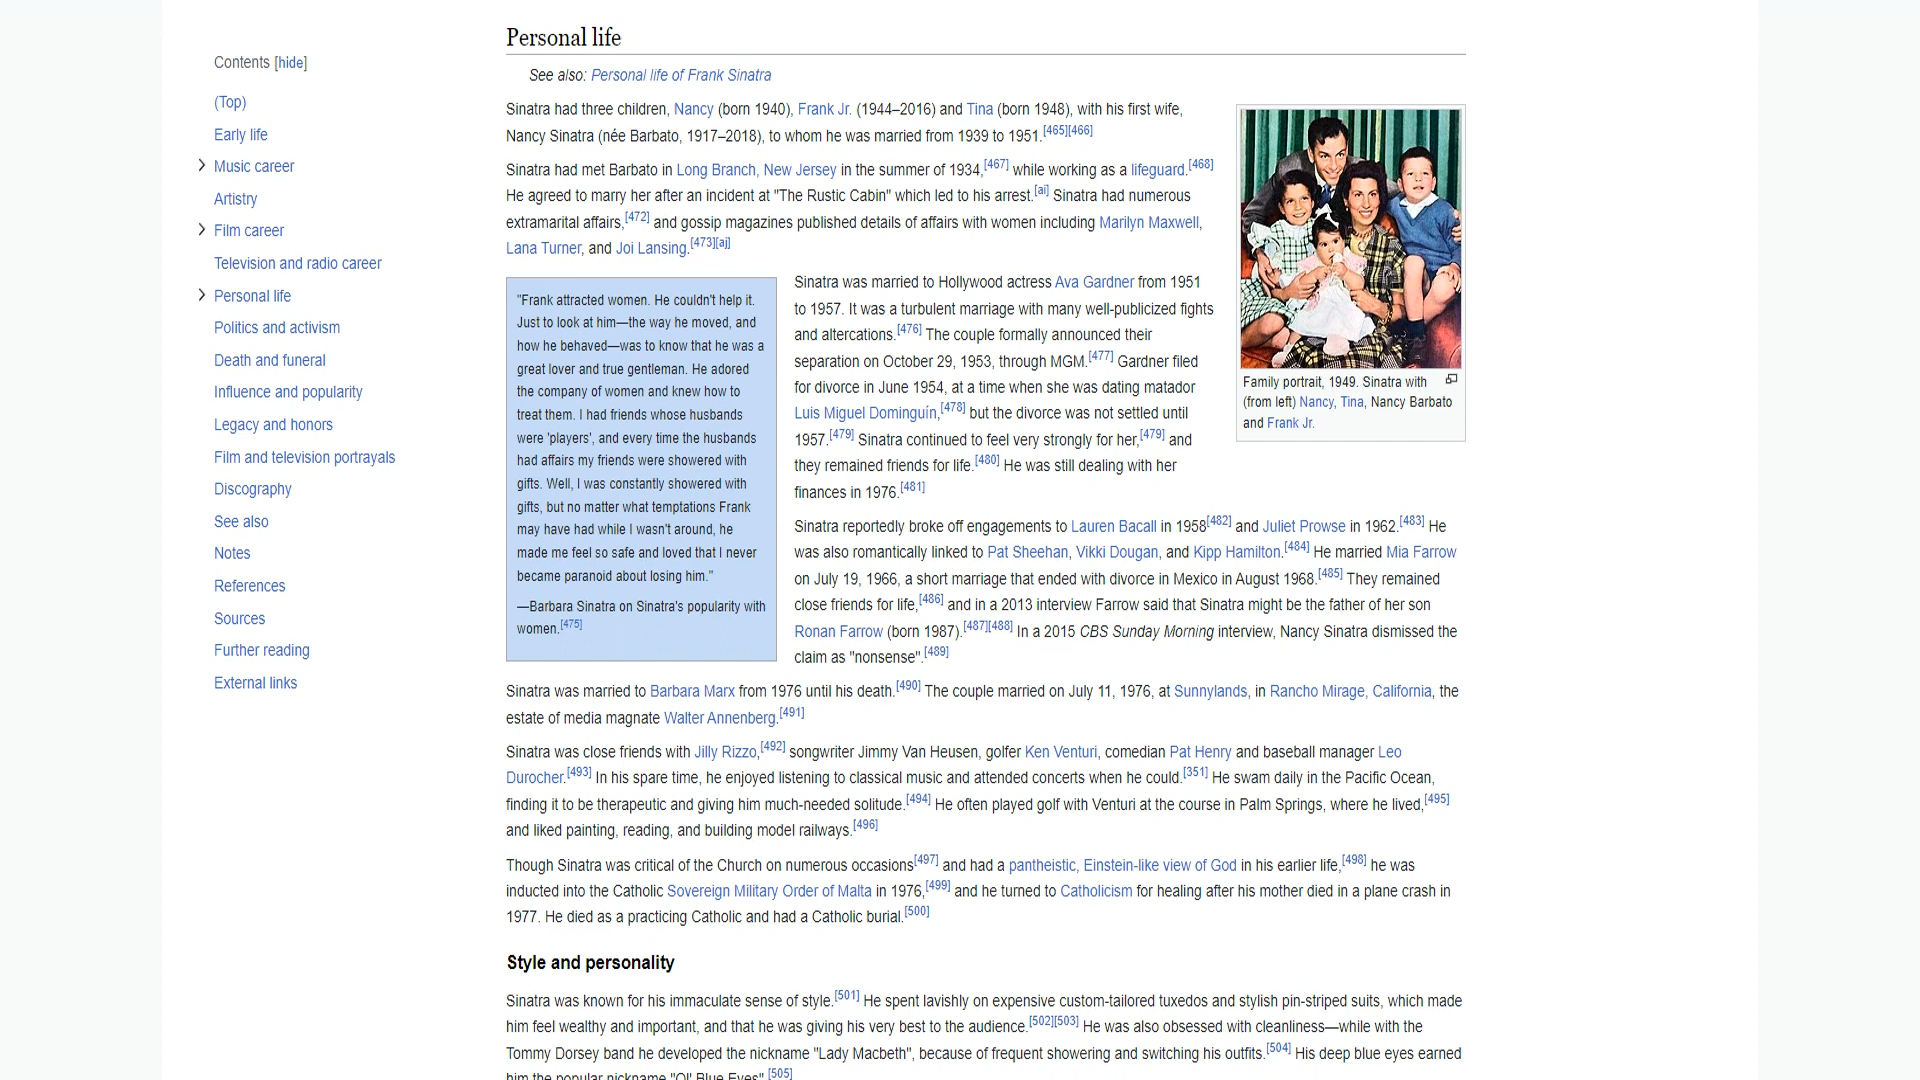 Contents [hide]
(Top)
Early life
Music career
Artistry
Film career
Television and radio career
Personal life
Politics and activism
Death and funeral
Influence and popularity
Legacy and honors
Film and television portrayals
Discography
See also
Notes
References
Sources
Further reading
External links
Personal life
See also: Personal life of Frank Sinatra
Sinatra had three children, Nancy (born 1940), Frank Jr. (1944–2016) and Tina (born 1948), with his first wife,
Nancy Sinatra (née Barbato, 1917–2018), to whom he was married from 1939 to 1951.[465][466]
Sinatra had met Barbato in Long Branch, New Jersey in the summer of 1934,[467] while working as a lifeguard.[468]
He agreed to marry her after an incident at "The Rustic Cabin" which led to his arrest.[ai] Sinatra had numerous
extramarital affairs,[472] and gossip magazines published details of affairs with women including Marilyn Maxwell,
Lana Turner, and Joi Lansing.[473][aj]
Family portrait, 1949. Sinatra with
(from left) Nancy, Tina, Nancy Barbato
and Frank Jr.
"Frank attracted women. He couldn't help it.
Just to look at him—the way he moved, and
how he behaved—was to know that he was a
great lover and true gentleman. He adored
the company of women and knew how to
treat them. I had friends whose husbands
were 'players', and every time the husbands
had affairs my friends were showered with
gifts. Well, I was constantly showered with
gifts, but no matter what temptations Frank
may have had while I wasn't around, he
made me feel so safe and loved that I never
became paranoid about losing him."
—Barbara Sinatra on Sinatra's popularity with
women.[475]
Sinatra was married to Hollywood actress Ava Gardner from 1951
to 1957. It was a turbulent marriage with many well-publicized fights
and altercations.[476] The couple formally announced their
separation on October 29, 1953, through MGM.[477] Gardner filed
for divorce in June 1954, at a time when she was dating matador
Luis Miguel Dominguín,[478] but the divorce was not settled until
1957.[479] Sinatra continued to feel very strongly for her,[479] and
they remained friends for life.[480] He was still dealing with her
finances in 1976.[481]
Sinatra reportedly broke off engagements to Lauren Bacall in 1958[482] and Juliet Prowse in 1962.[483] He
was also romantically linked to Pat Sheehan, Vikki Dougan, and Kipp Hamilton.[484] He married Mia Farrow
on July 19, 1966, a short marriage that ended with divorce in Mexico in August 1968.[485] They remained
close friends for life,[486] and in a 2013 interview Farrow said that Sinatra might be the father of her son
Ronan Farrow (born 1987).[487][488] In a 2015 CBS Sunday Morning interview, Nancy Sinatra dismissed the
claim as "nonsense".[489]
Sinatra was married to Barbara Marx from 1976 until his death.[490] The couple married on July 11, 1976, at Sunnylands, in Rancho Mirage, California, the
estate of media magnate Walter Annenberg.[491]
Sinatra was close friends with Jilly Rizzo,[492] songwriter Jimmy Van Heusen, golfer Ken Venturi, comedian Pat Henry and baseball manager Leo
Durocher.[493] In his spare time, he enjoyed listening to classical music and attended concerts when he could.[351] He swam daily in the Pacific Ocean,
finding it to be therapeutic and giving him much-needed solitude.[494] He often played golf with Venturi at the course in Palm Springs, where he lived,[495]
and liked painting, reading, and building model railways.[496]
Though Sinatra was critical of the Church on numerous occasions[497] and had a pantheistic, Einstein-like view of God in his earlier life,[498] he was
inducted into the Catholic Sovereign Military Order of Malta in 1976,[499] and he turned to Catholicism for healing after his mother died in a plane crash in
1977. He died as a practicing Catholic and had a Catholic burial.[500]
Style and personality
Sinatra was known for his immaculate sense of style.[501] He spent lavishly on expensive custom-tailored tuxedos and stylish pin-striped suits, which made
him feel wealthy and important, and that he was giving his very best to the audience.[502][503] He was also obsessed with cleanliness—while with the
Tommy Dorsey band he developed the nickname "Lady Macbeth", because of frequent showering and switching his outfits.[504] His deep blue eyes earned
him the popular nickname "Ol' Blue Eyes".[505]